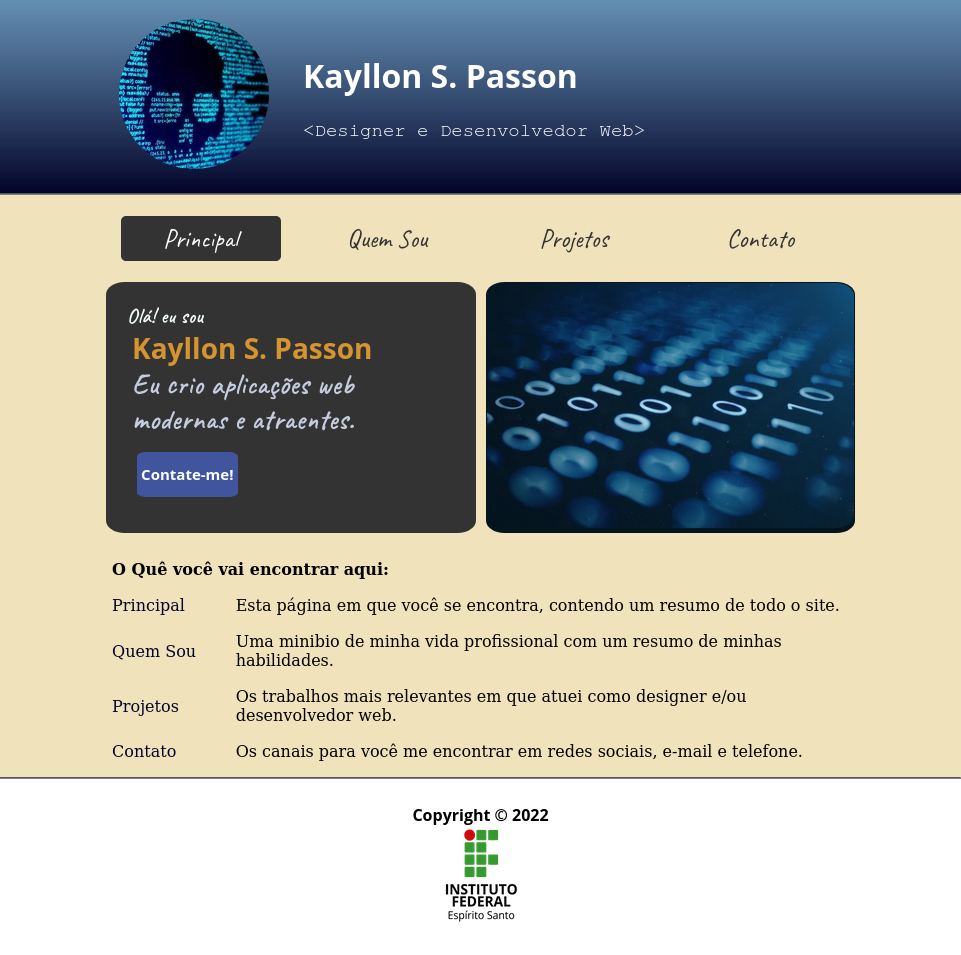 Kayllon S. Passon
<Designer e Desenvolvedor Web>
Principal
Quem Sou
Projetos
Contato
Olá! eu sou
Kayllon S. Passon
Eu crio aplicações web
modernas e atraentes.
Contate-me!
O Quê você vai encontrar aqui:
Principal
Esta página em que você se encontra, contendo um resumo de todo o site.
Quem Sou
Uma minibio de minha vida profissional com um resumo de minhas
habilidades.
Projetos
Os trabalhos mais relevantes em que atuei como designer e/ou
desenvolvedor web.
Contato
Os canais para você me encontrar em redes sociais, e-mail e telefone.
Copyright © 2022
INSTITUTO
FEDERAL
Espírito Santo